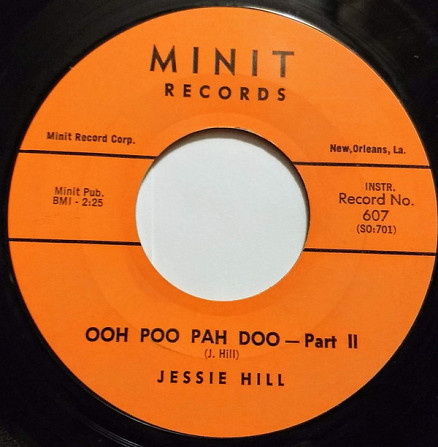 MINIT
RECORDS
Minit Record Corp.
New Orleans, La.
Minit Pub.
BMI - 2:25
INSTR.
Record No.
607
(SO:701)
OOH POO PAH DOO — Part II
(J. Hill)
JESSIE HILL